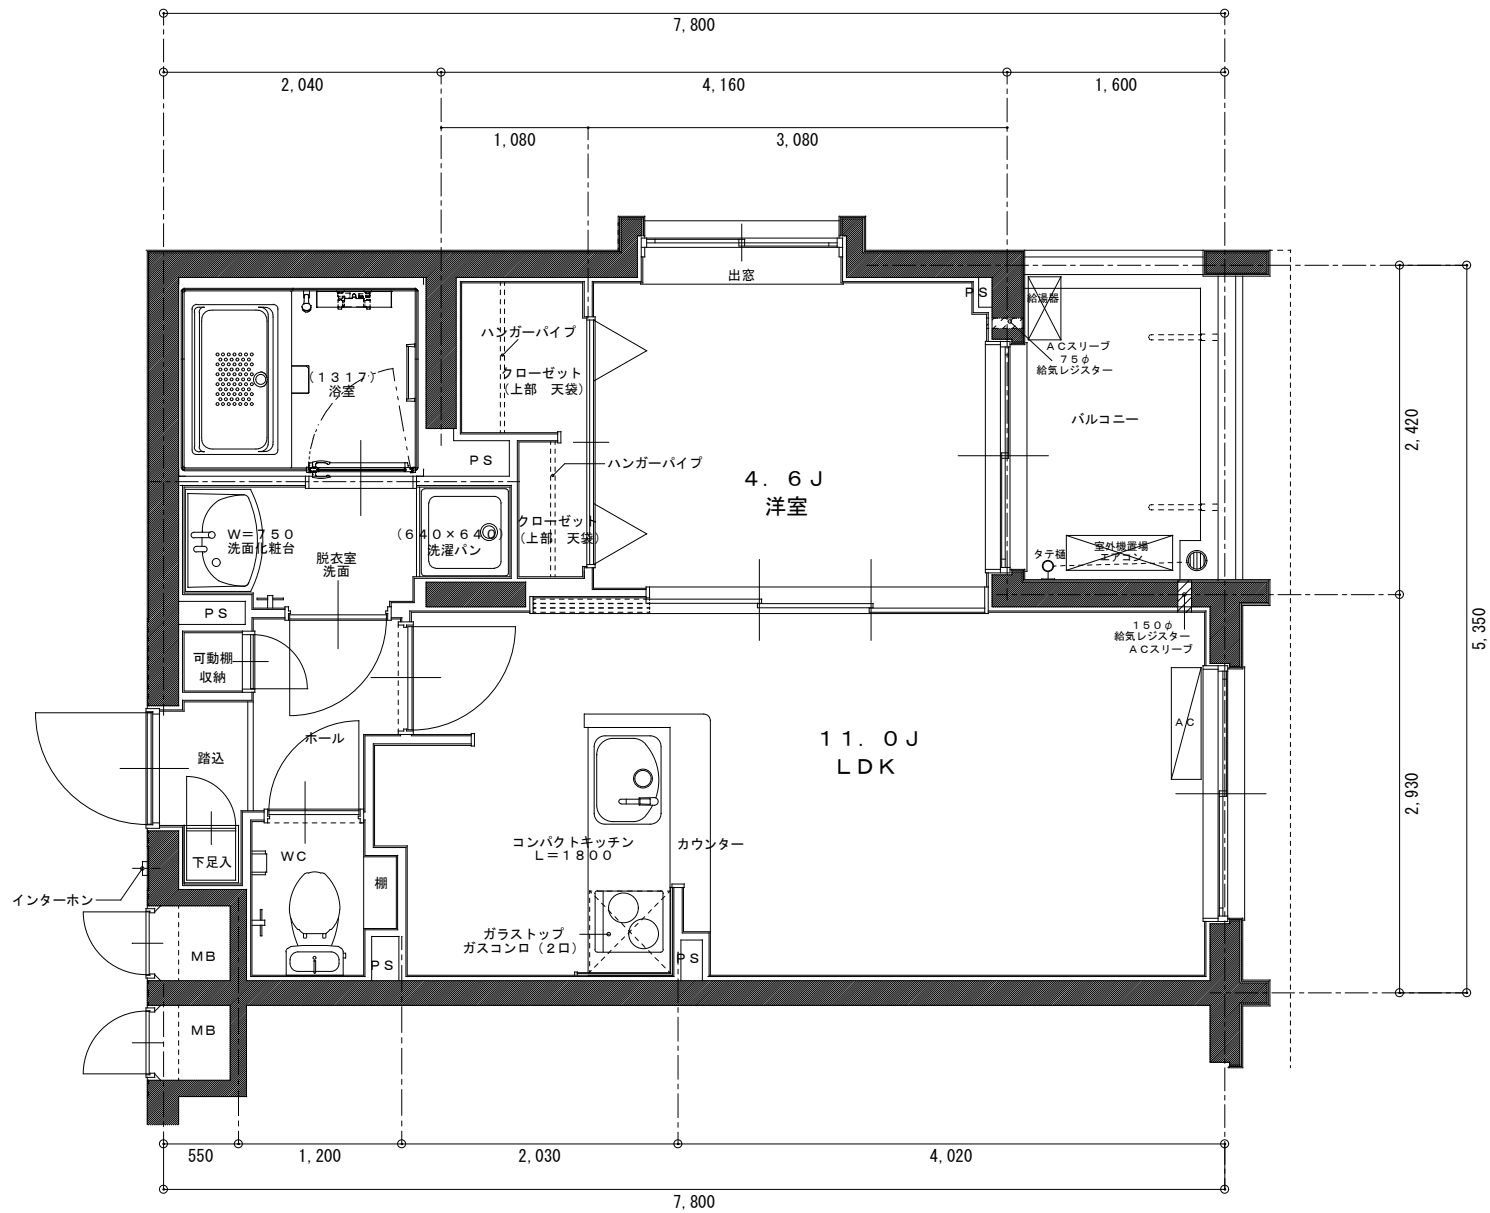 7,800
2,040
4,160
1,600
1,080
3,080
出窓
PS
給湯器
ACスリーブ
75φ
給気レジスター
ハンガーパイプ
クローゼット
(上部 天袋)
(1317)
浴室
バルコニー
2,420
PS
ハンガーパイプ
4.6J
洋室
W=750
洗面化粧台
脱衣室
洗面
(640×640)
洗濯パン
クローゼット
(上部 天袋)
室外機置場
エアコン
タテ樋
PS
150φ
給気レジスター
ACスリーブ
5,350
可動棚
収納
踏込
ホール
11.0J
LDK
AC
2,930
下足入
WC
コンパクトキッチン
L=1800
カウンター
棚
インターホン
ガラストップ
ガスコンロ(2口)
MB
PS
PS
MB
550
1,200
2,030
4,020
7,800